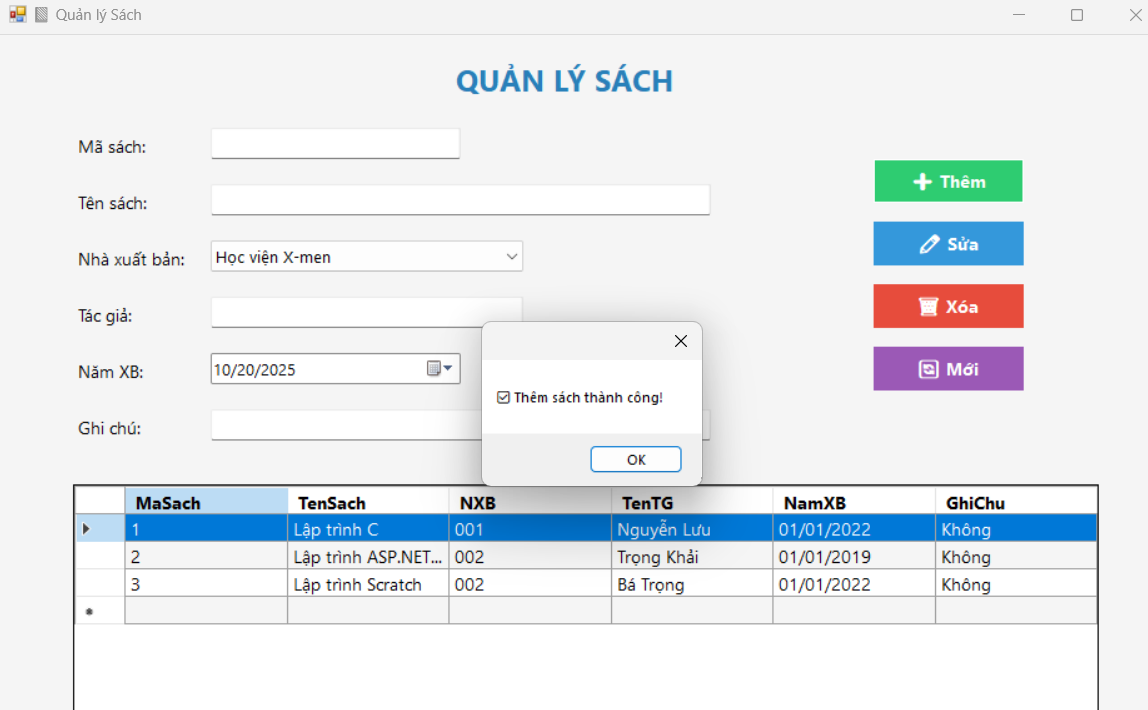 Quản lý Sách
QUẢN LÝ SÁCH
Mã sách:
Thêm
Tên sách:
Sửa
Nhà xuất bản: Học viện X-men
Tác giả:
Xóa
Năm XB: 10/20/2025
Mới
Thêm sách thành công!
Ghi chú:
OK
MaSach TenSach NXB TenTG NamXB GhiChu
1 Lập trình C 001 Nguyễn Lưu 01/01/2022 Không
2 Lập trình ASP.NET... 002 Trọng Khải 01/01/2019 Không
3 Lập trình Scratch 002 Bá Trọng 01/01/2022 Không